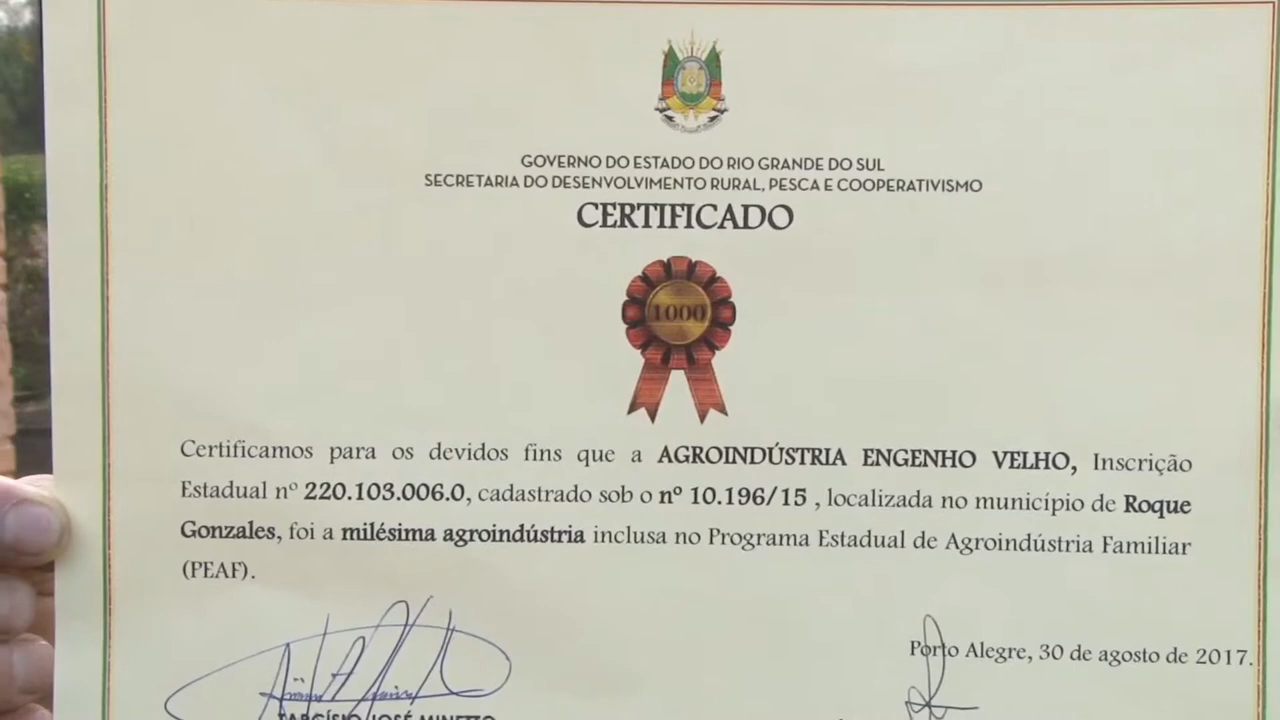 GOVERNO DO ESTADO DO RIO GRANDE DO SUL
SECRETARIA DO DESENVOLVIMENTO RURAL, PESCA E COOPERATIVISMO
CERTIFICADO
1000
Certificamos para os devidos fins que a AGROINDÚSTRIA ENGENHO VELHO, Inscrição
Estadual nº 220.103.006.0, cadastrado sob o nº 10.196/15 , localizada no município de Roque
Gonzales, foi a milésima agroindústria inclusa no Programa Estadual de Agroindústria Familiar
(PEAF).
Porto Alegre, 30 de agosto de 2017.
TARCÍSIO JOSÉ MINETTO